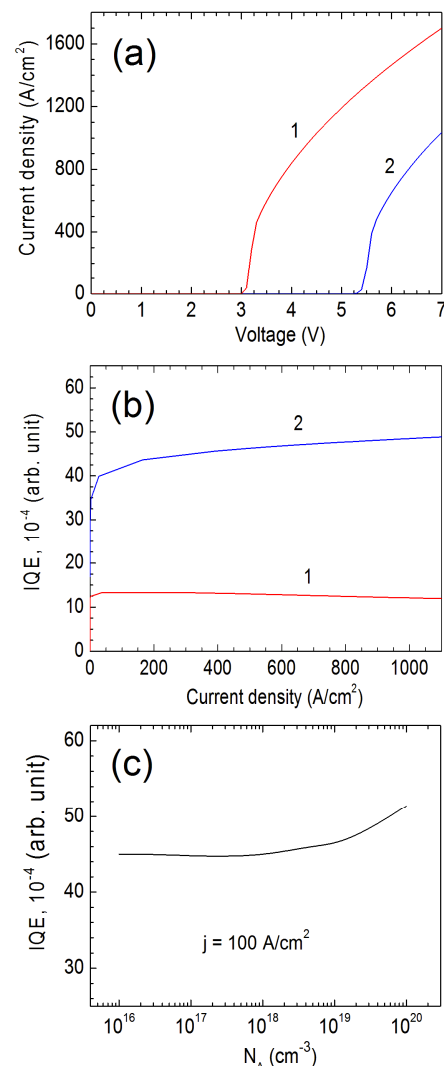 (a)
Current density (A/cm²)
1600
1200
800
400
0
1
2
0 1 2 3 4 5 6 7
Voltage (V)
(b)
IQE, 10⁻⁴ (arb. unit)
60
50
40
30
20
10
0
2
1
0 200 400 600 800 1000
Current density (A/cm²)
(c)
IQE, 10⁻⁴ (arb. unit)
60
50
40
30
j = 100 A/cm²
10¹⁶ 10¹⁷ 10¹⁸ 10¹⁹ 10²⁰
N_A (cm⁻³)